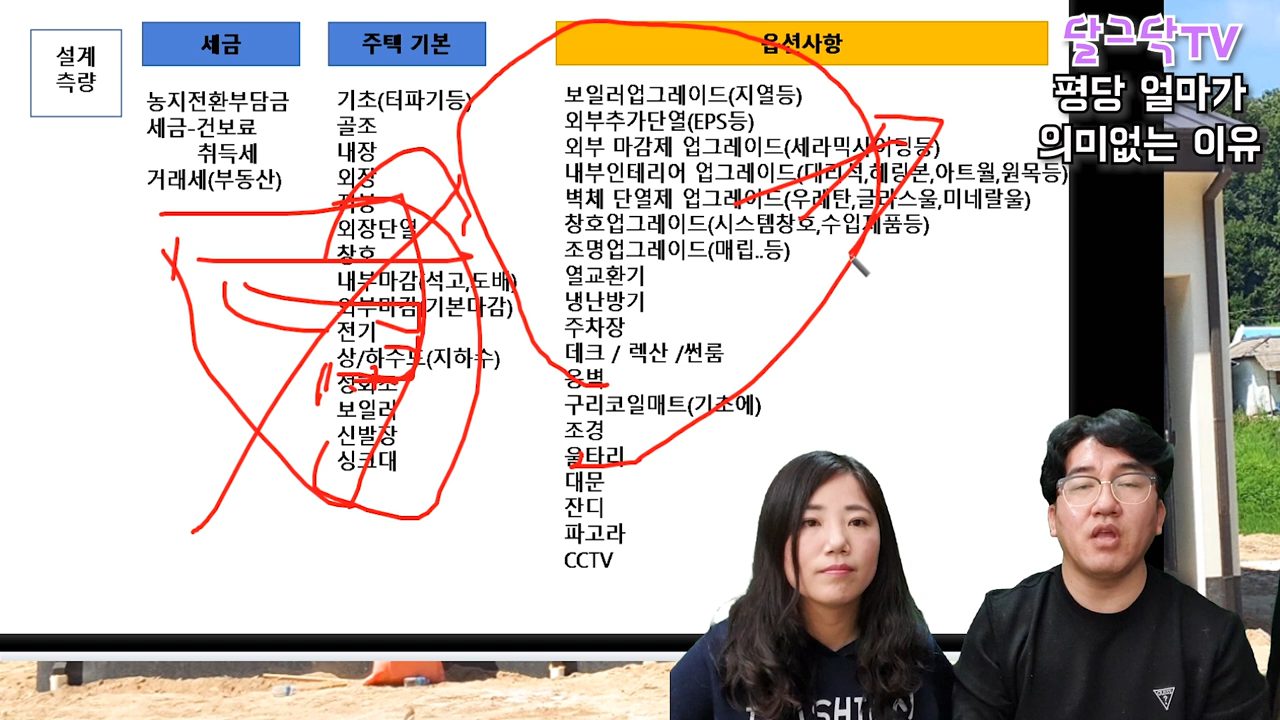 설계
측량
세금
농지전환부담금
세금-건보료
취득세
거래세(부동산)
주택 기본
기초(터파기등)
골조
내장
외장
지붕
외장단열
창호
내부마감(석고,도배)
외부마감(기본마감)
전기
상/하수도(지하수)
정화조
보일러
신발장
싱크대
옵션사항
보일러업그레이드(지열등)
외부추가단열(EPS등)
외부 마감제 업그레이드(세라믹사이딩등)
내부인테리어 업그레이드(대리석,헤링본,아트월,원목등)
벽체 단열제 업그레이드(우레탄,글라스울,미네랄울)
창호업그레이드(시스템창호,수입제품등)
조명업그레이드(매립..등)
열교환기
냉난방기
주차장
데크 / 렉산 /썬룸
옹벽
구리코일매트(기초에)
조경
울타리
대문
잔디
파고라
CCTV
달그닥TV
평당 얼마가
의미없는 이유